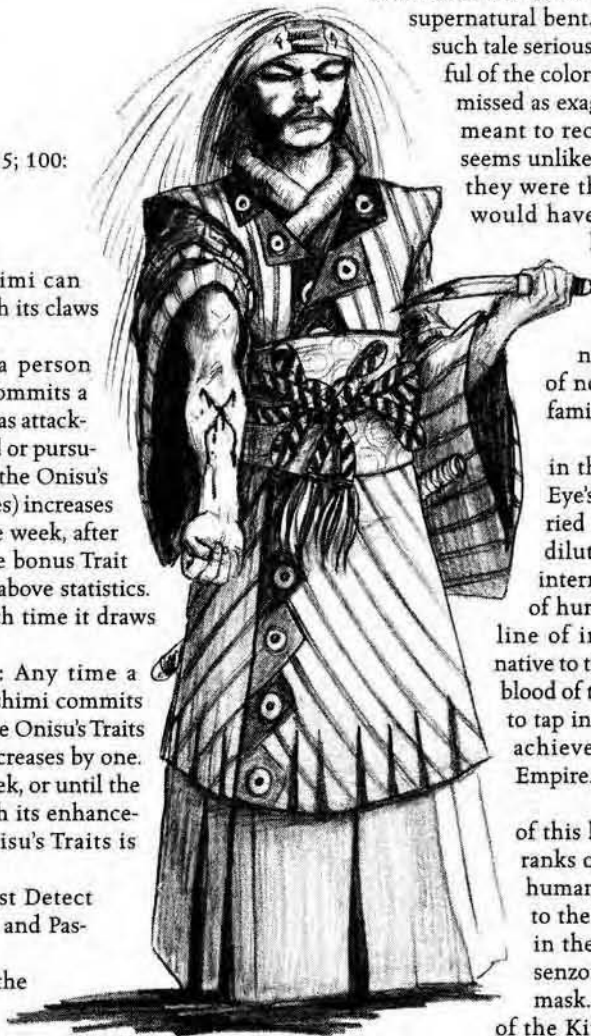 5; 100:
imi can
h its claws
a person
ommits a
as attack-
d or pursu-
the Onisu's
es) increases
e week, after
e bonus Trait
above statistics.
h time it draws
: Any time a
shimi commits
e Onisu's Traits
creases by one.
ek, or until the
h its enhance-
isu's Traits is
st Detect
and Pas-
the
supernatural bent.
such tale serious
ful of the color
missed as exag
meant to rec
seems unlike
they were th
would have
n
of ne
fami
in th
Eye's
ried
dilut
intern
of hur
line of in
native to t
blood of t
to tap in
achieve
Empire.
of this l
ranks o
human
to the
in the
senzo
mask.
of the Ki